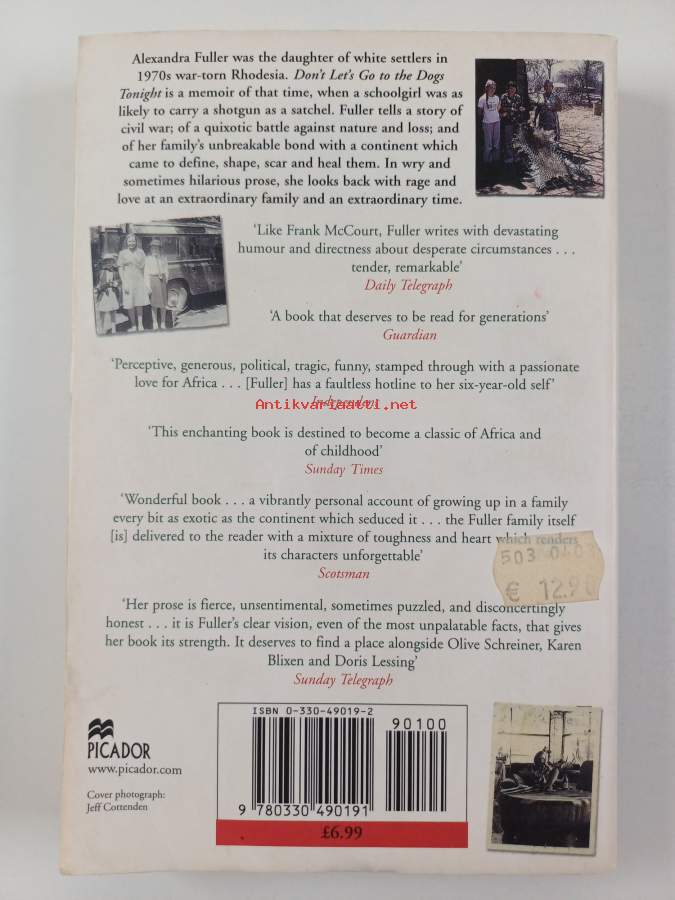 Alexandra Fuller was the daughter of white settlers in
1970s war-torn Rhodesia. Don't Let's Go to the Dogs
Tonight is a memoir of that time, when a schoolgirl was as
likely to carry a shotgun as a satchel. Fuller tells a story of
civil war; of a quixotic battle against nature and loss; and
of her family's unbreakable bond with a continent which
came to define, shape, scar and heal them. In wry and
sometimes hilarious prose, she looks back with rage and
love at an extraordinary family and an extraordinary time.
'Like Frank McCourt, Fuller writes with devastating
humour and directness about desperate circumstances . . .
tender, remarkable'
Daily Telegraph
'A book that deserves to be read for generations'
Guardian
'Perceptive, generous, political, tragic, funny, stamped through with a passionate
love for Africa . . . [Fuller] has a faultless hotline to her six-year-old self'
Independent
Antikvariaatti.net
'This enchanting book is destined to become a classic of Africa and
of childhood'
Sunday Times
'Wonderful book . . . a vibrantly personal account of growing up in a family
every bit as exotic as the continent which seduced it . . . the Fuller family itself
[is] delivered to the reader with a mixture of toughness and heart which renders
its characters unforgettable'
503
€ 12.90
Scotsman
'Her prose is fierce, unsentimental, sometimes puzzled, and disconcertingly
honest . . . it is Fuller's clear vision, even of the most unpalatable facts, that gives
her book its strength. It deserves to find a place alongside Olive Schreiner, Karen
Blixen and Doris Lessing'
Sunday Telegraph
PICADOR
www.picador.com
Cover photograph:
Jeff Cottenden
ISBN 0-330-49019-2
90100
9 780330 490191
£6.99